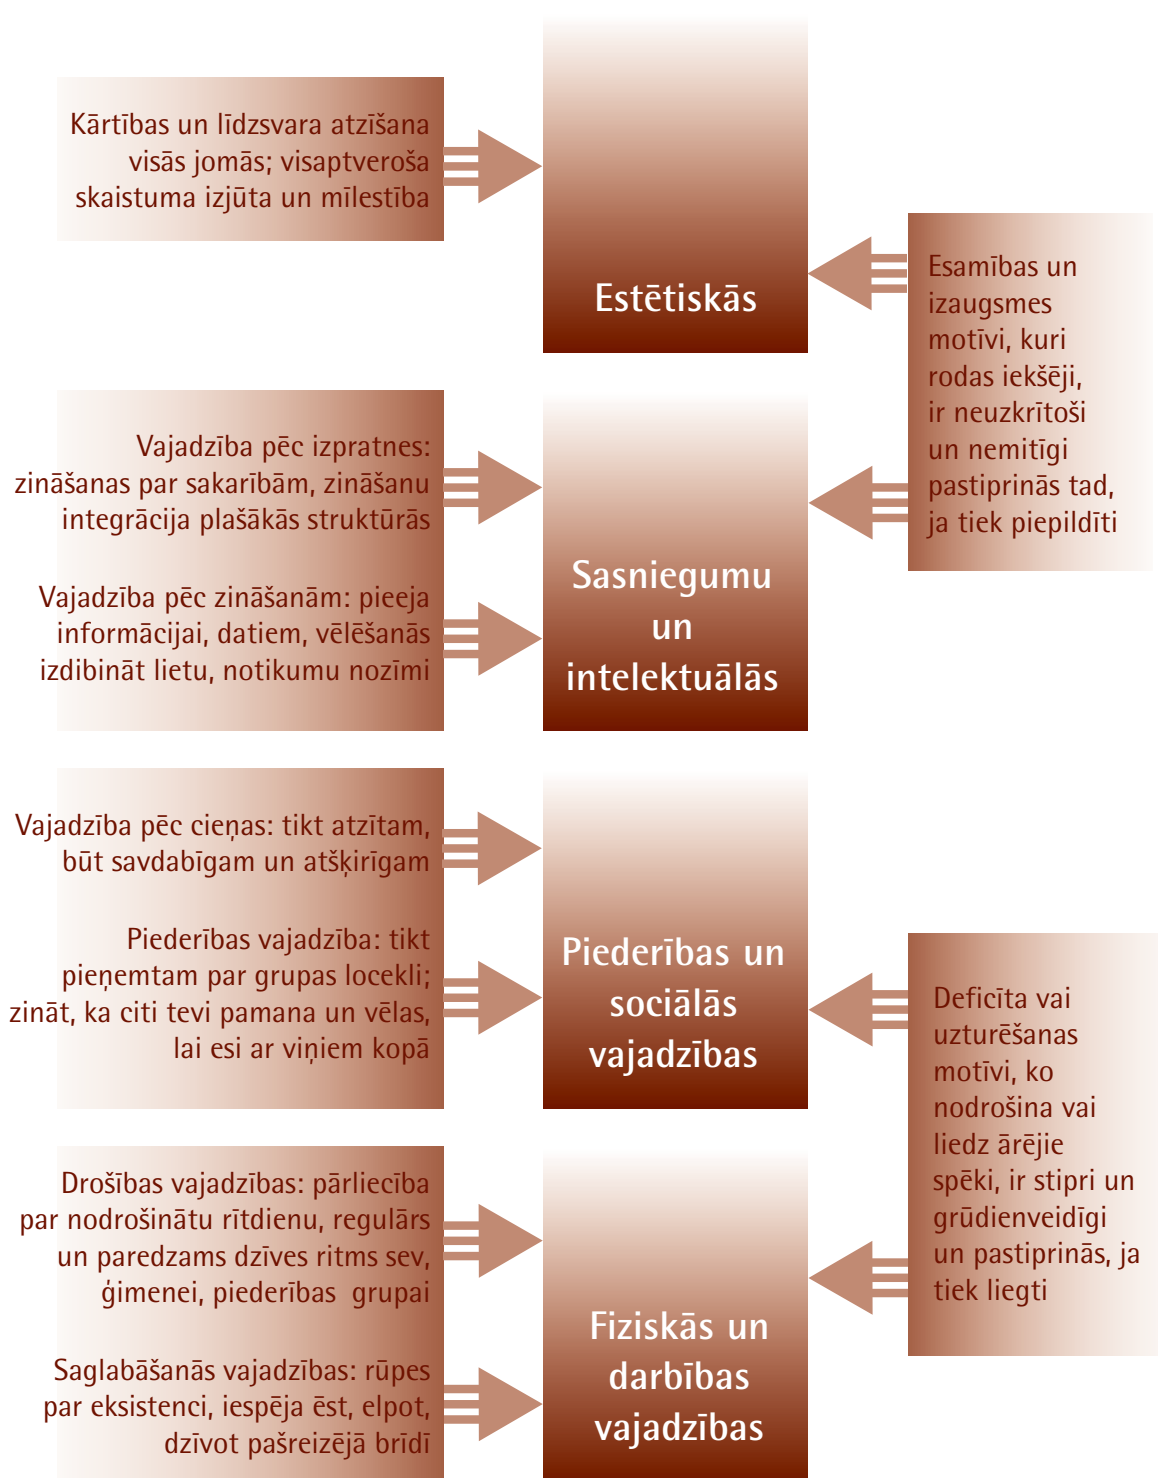 Kārtības un līdzsvara atzīšana
visās jomās; visaptveroša
skaistuma izjūta un mīlestība
Estētiskās
Esamības un
izaugsmes
motīvi, kuri
rodas iekšēji,
ir neuzkrītoši
un nemitīgi
pastiprinās tad,
ja tiek piepildīti
Vajadzība pēc izpratnes:
zināšanas par sakarībām, zināšanu
integrācija plašākās struktūrās
Vajadzība pēc zināšanām: pieeja
informācijai, datiem, vēlēšanās
izdibināt lietu, notikumu nozīmi
Sasniegumu
un
intelektuālās
Vajadzība pēc cieņas: tikt atzītam,
būt savdabīgam un atšķirīgam
Piederības vajadzība: tikt
pieņemtam par grupas locekli;
zināt, ka citi tevi pamana un vēlas,
lai esi ar viņiem kopā
Piederības un
sociālās
vajadzības
Deficīta vai
uzturēšanas
motīvi, ko
nodrošina vai
liedz ārējie
spēki, ir stipri un
grūdienveidīgi
un pastiprinās, ja
tiek liegti
Drošības vajadzības: pārliecība
par nodrošinātu rītdienu, regulārs
un paredzams dzīves ritms sev,
ģimenei, piederības grupai
Saglabāšanās vajadzības: rūpes
par eksistenci, iespēja ēst, elpot,
dzīvot pašreizējā brīdī
Fiziskās un
darbības
vajadzības